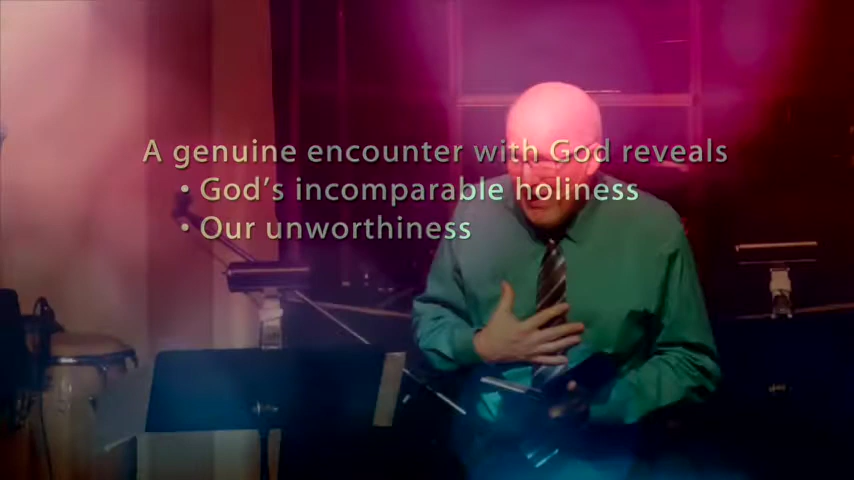 A genuine encounter with God reveals
• God's incomparable holiness
• Our unworthiness